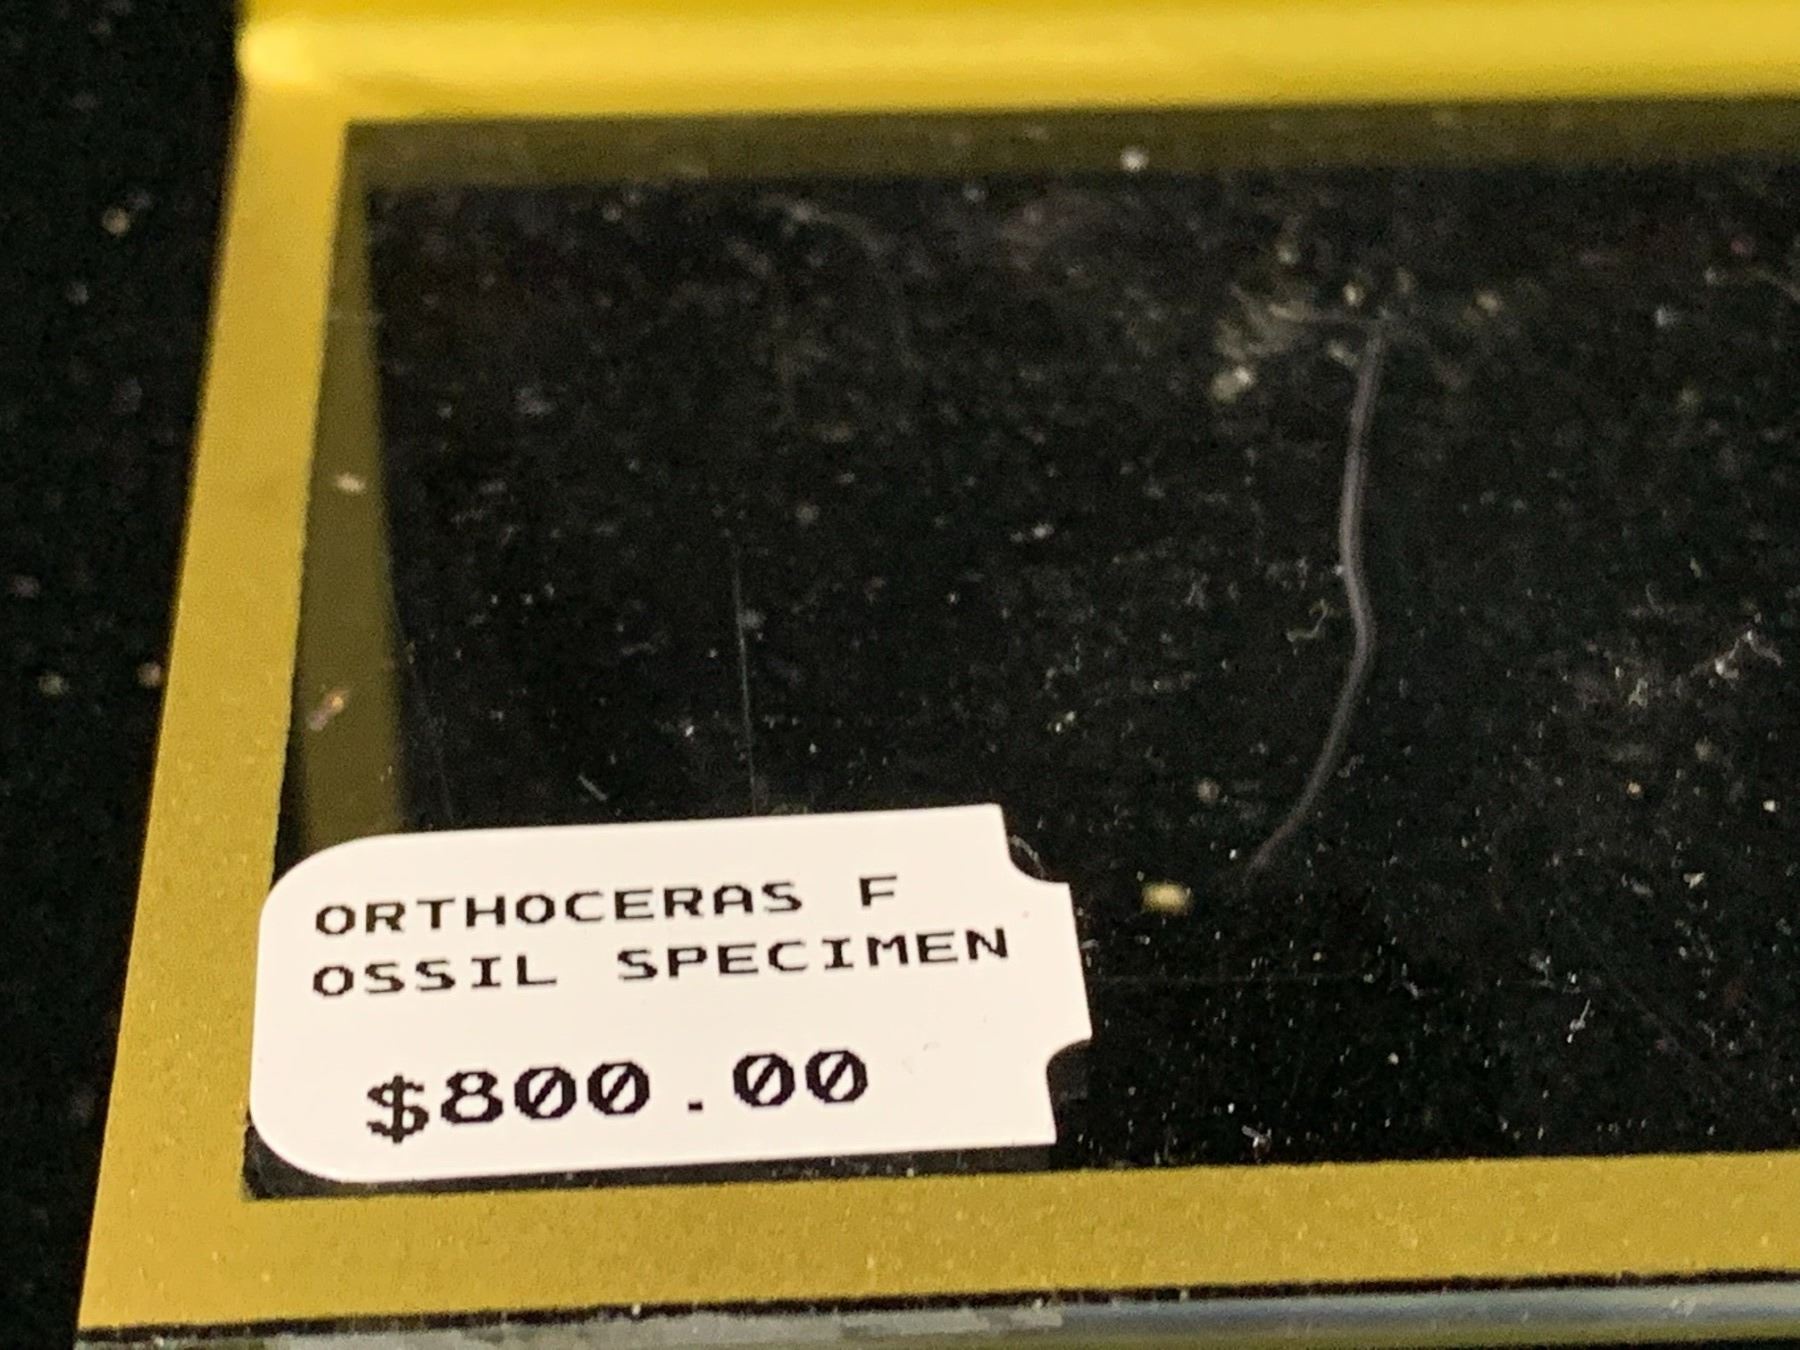 ORTHOCERAS F
OSSIL SPECIMEN
$800.00